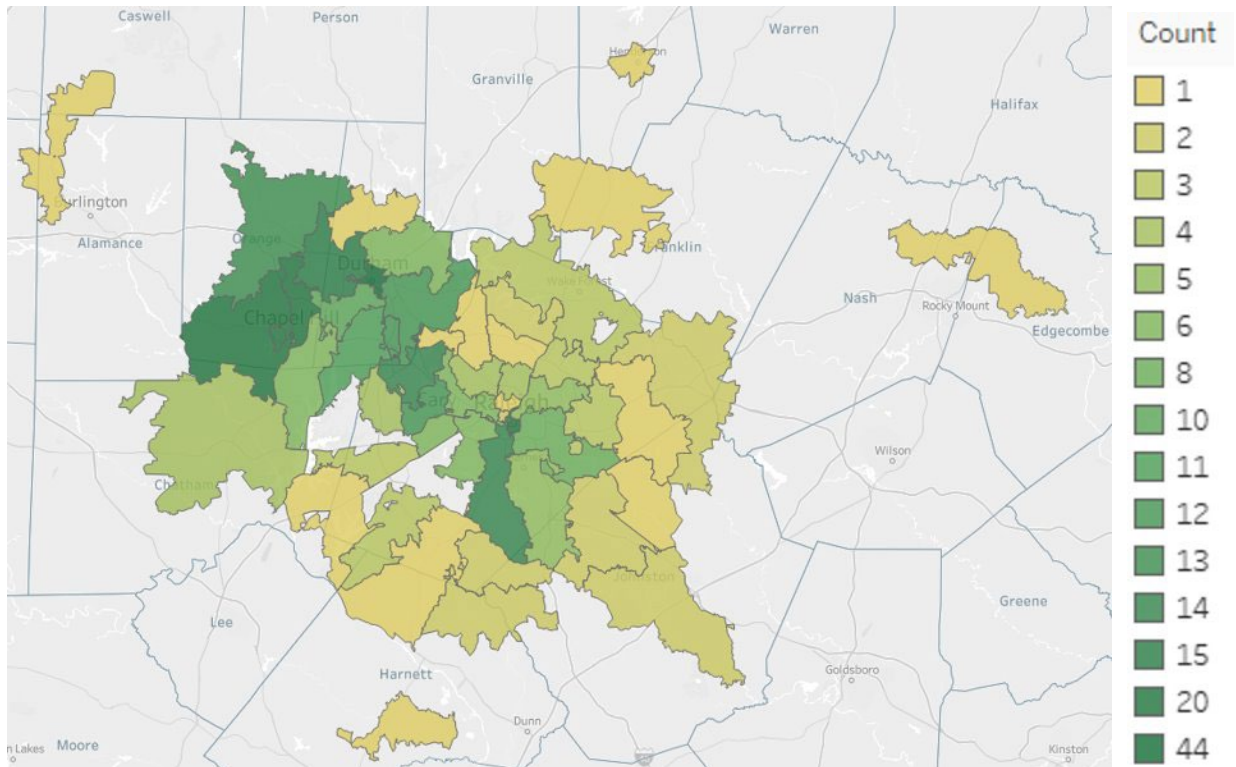 Caswell
Person
Warren
Count
Granville
Halifax
1
2
3
4
5
6
8
10
11
12
13
14
15
20
44
Burlington
Alamance
Orange
Durham
Franklin
Wake Forest
Nash
Rocky Mount
Edgecombe
Chapel Hill
Cary
Raleigh
Wilson
Chatham
Johnston
Greene
Lee
Harnett
Goldsboro
Dunn
Moore
n Lakes
Kinston